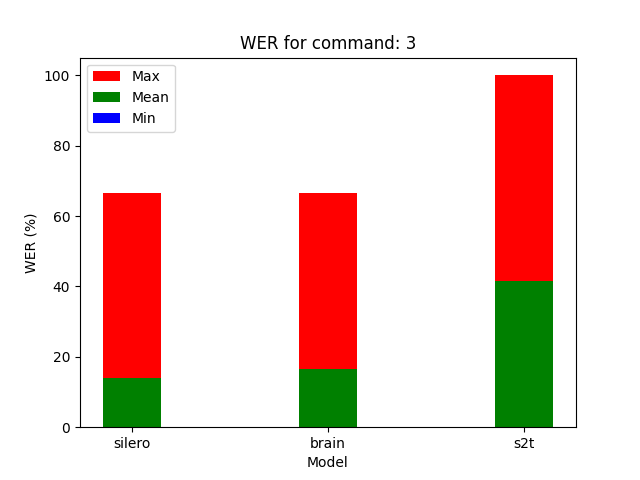 WER for command: 3
Max
Mean
Min
100
80
60
40
20
0
WER (%)
silero brain s2t
Model